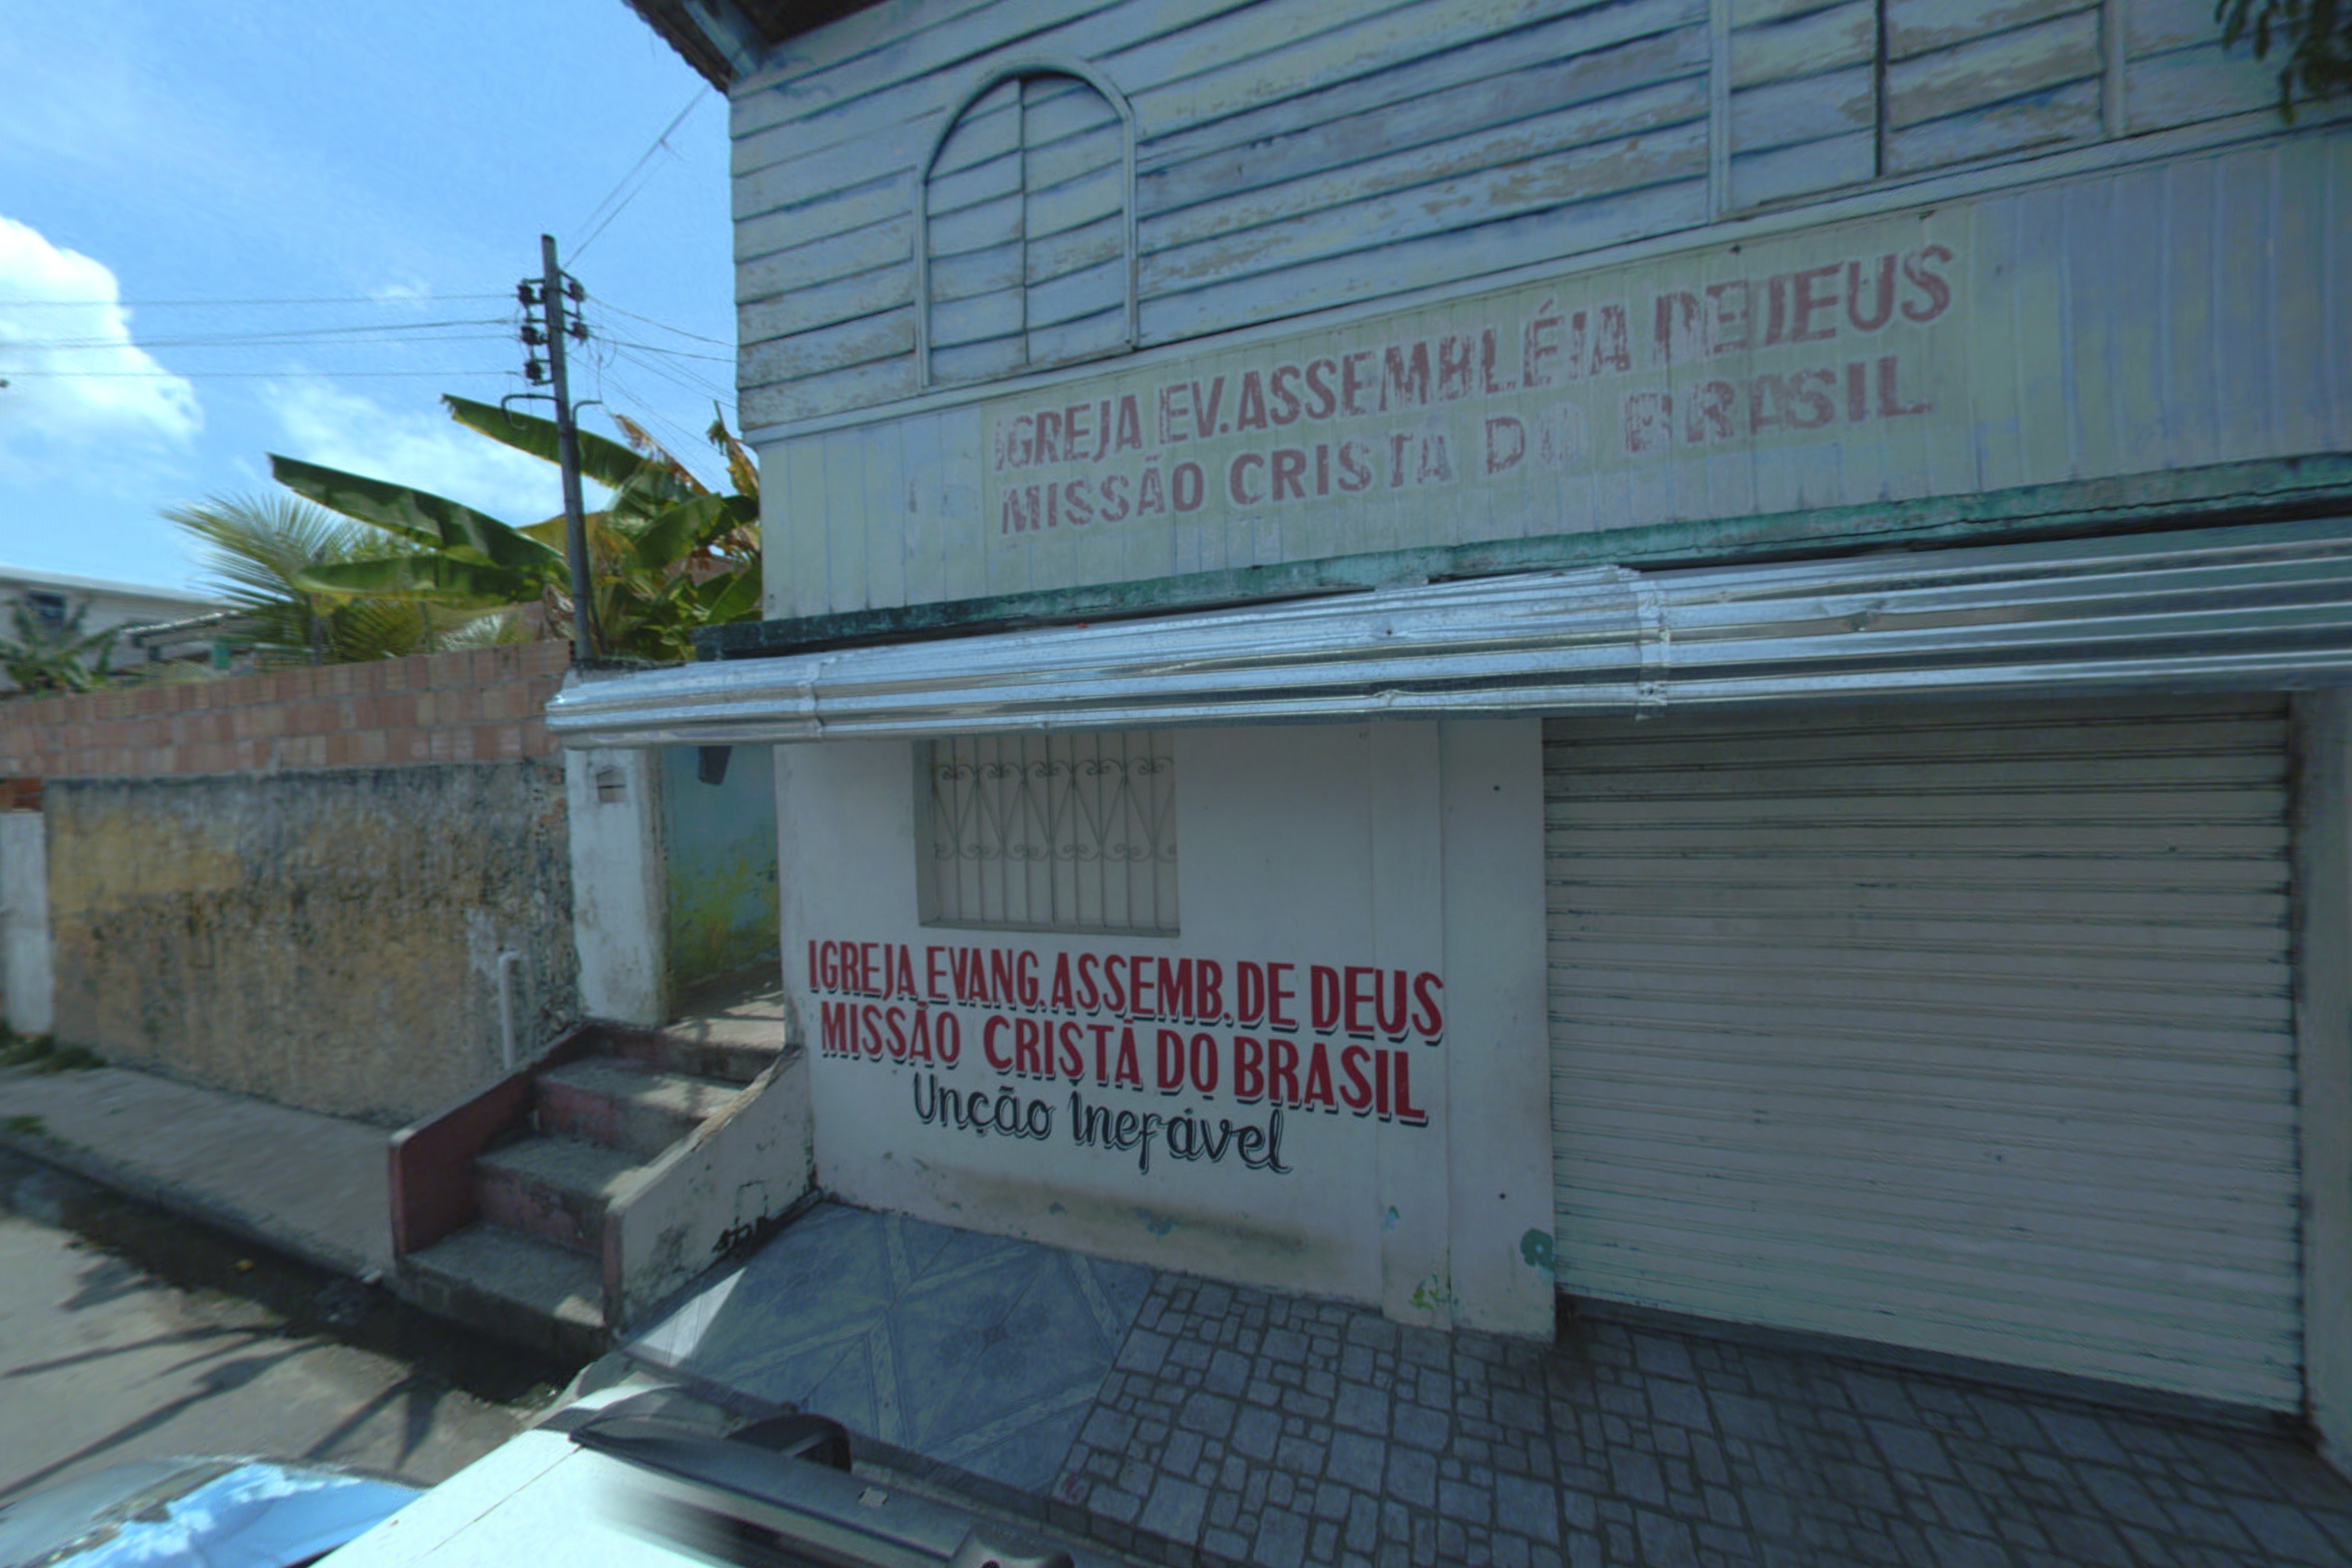 IGREJA EV. ASSEMBLÉIA DE DEUS
MISSÃO CRISTA DO BRASIL
IGREJA EVANG. ASSEMB. DE DEUS
MISSÃO CRISTÃ DO BRASIL
Unção Inefável